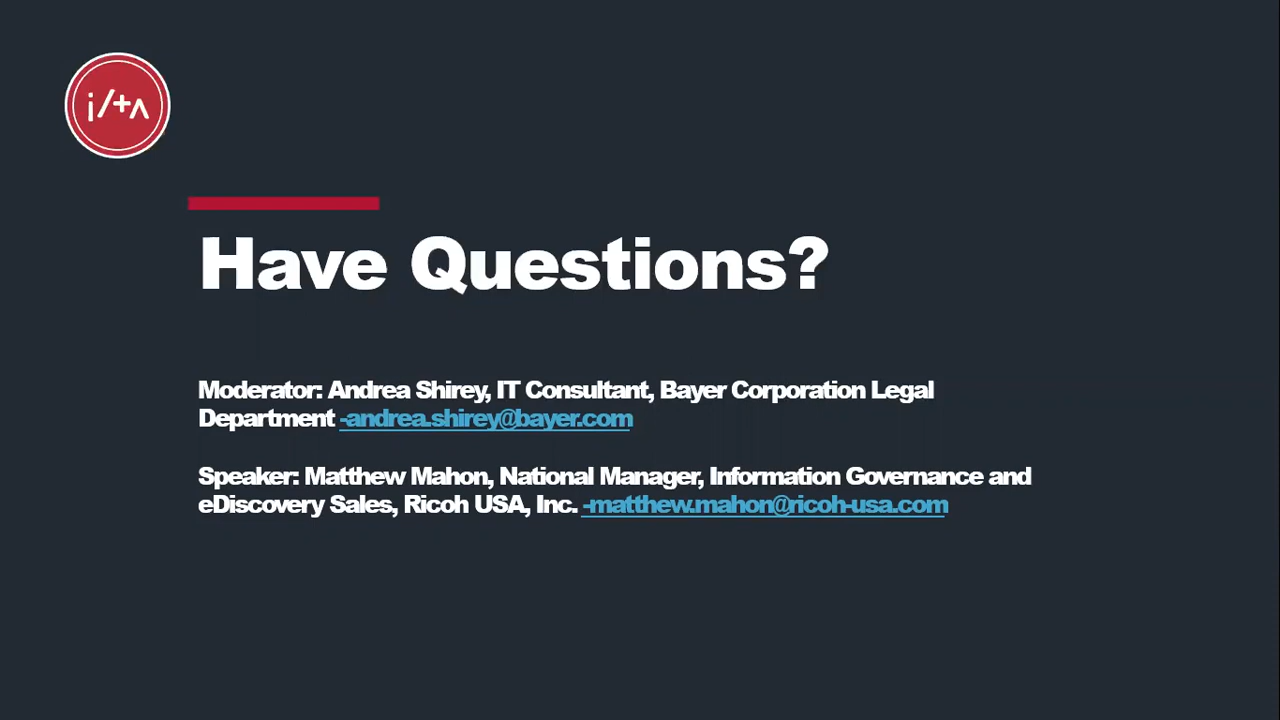 ilta
Have Questions?
Moderator: Andrea Shirey, IT Consultant, Bayer Corporation Legal
Department -andrea.shirey@bayer.com
Speaker: Matthew Mahon, National Manager, Information Governance and
eDiscovery Sales, Ricoh USA, Inc. -matthew.mahon@ricoh-usa.com